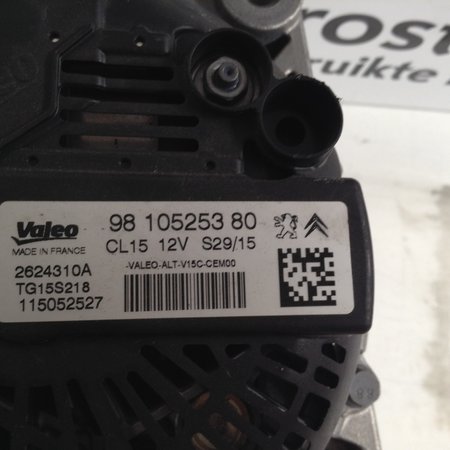 rost
ruikte
Valeo
98 105253 80
MADE IN FRANCE
CL15 12V S29/15
2624310A
-VALEO-ALT-V15C-CEM00
TG15S218
115052527